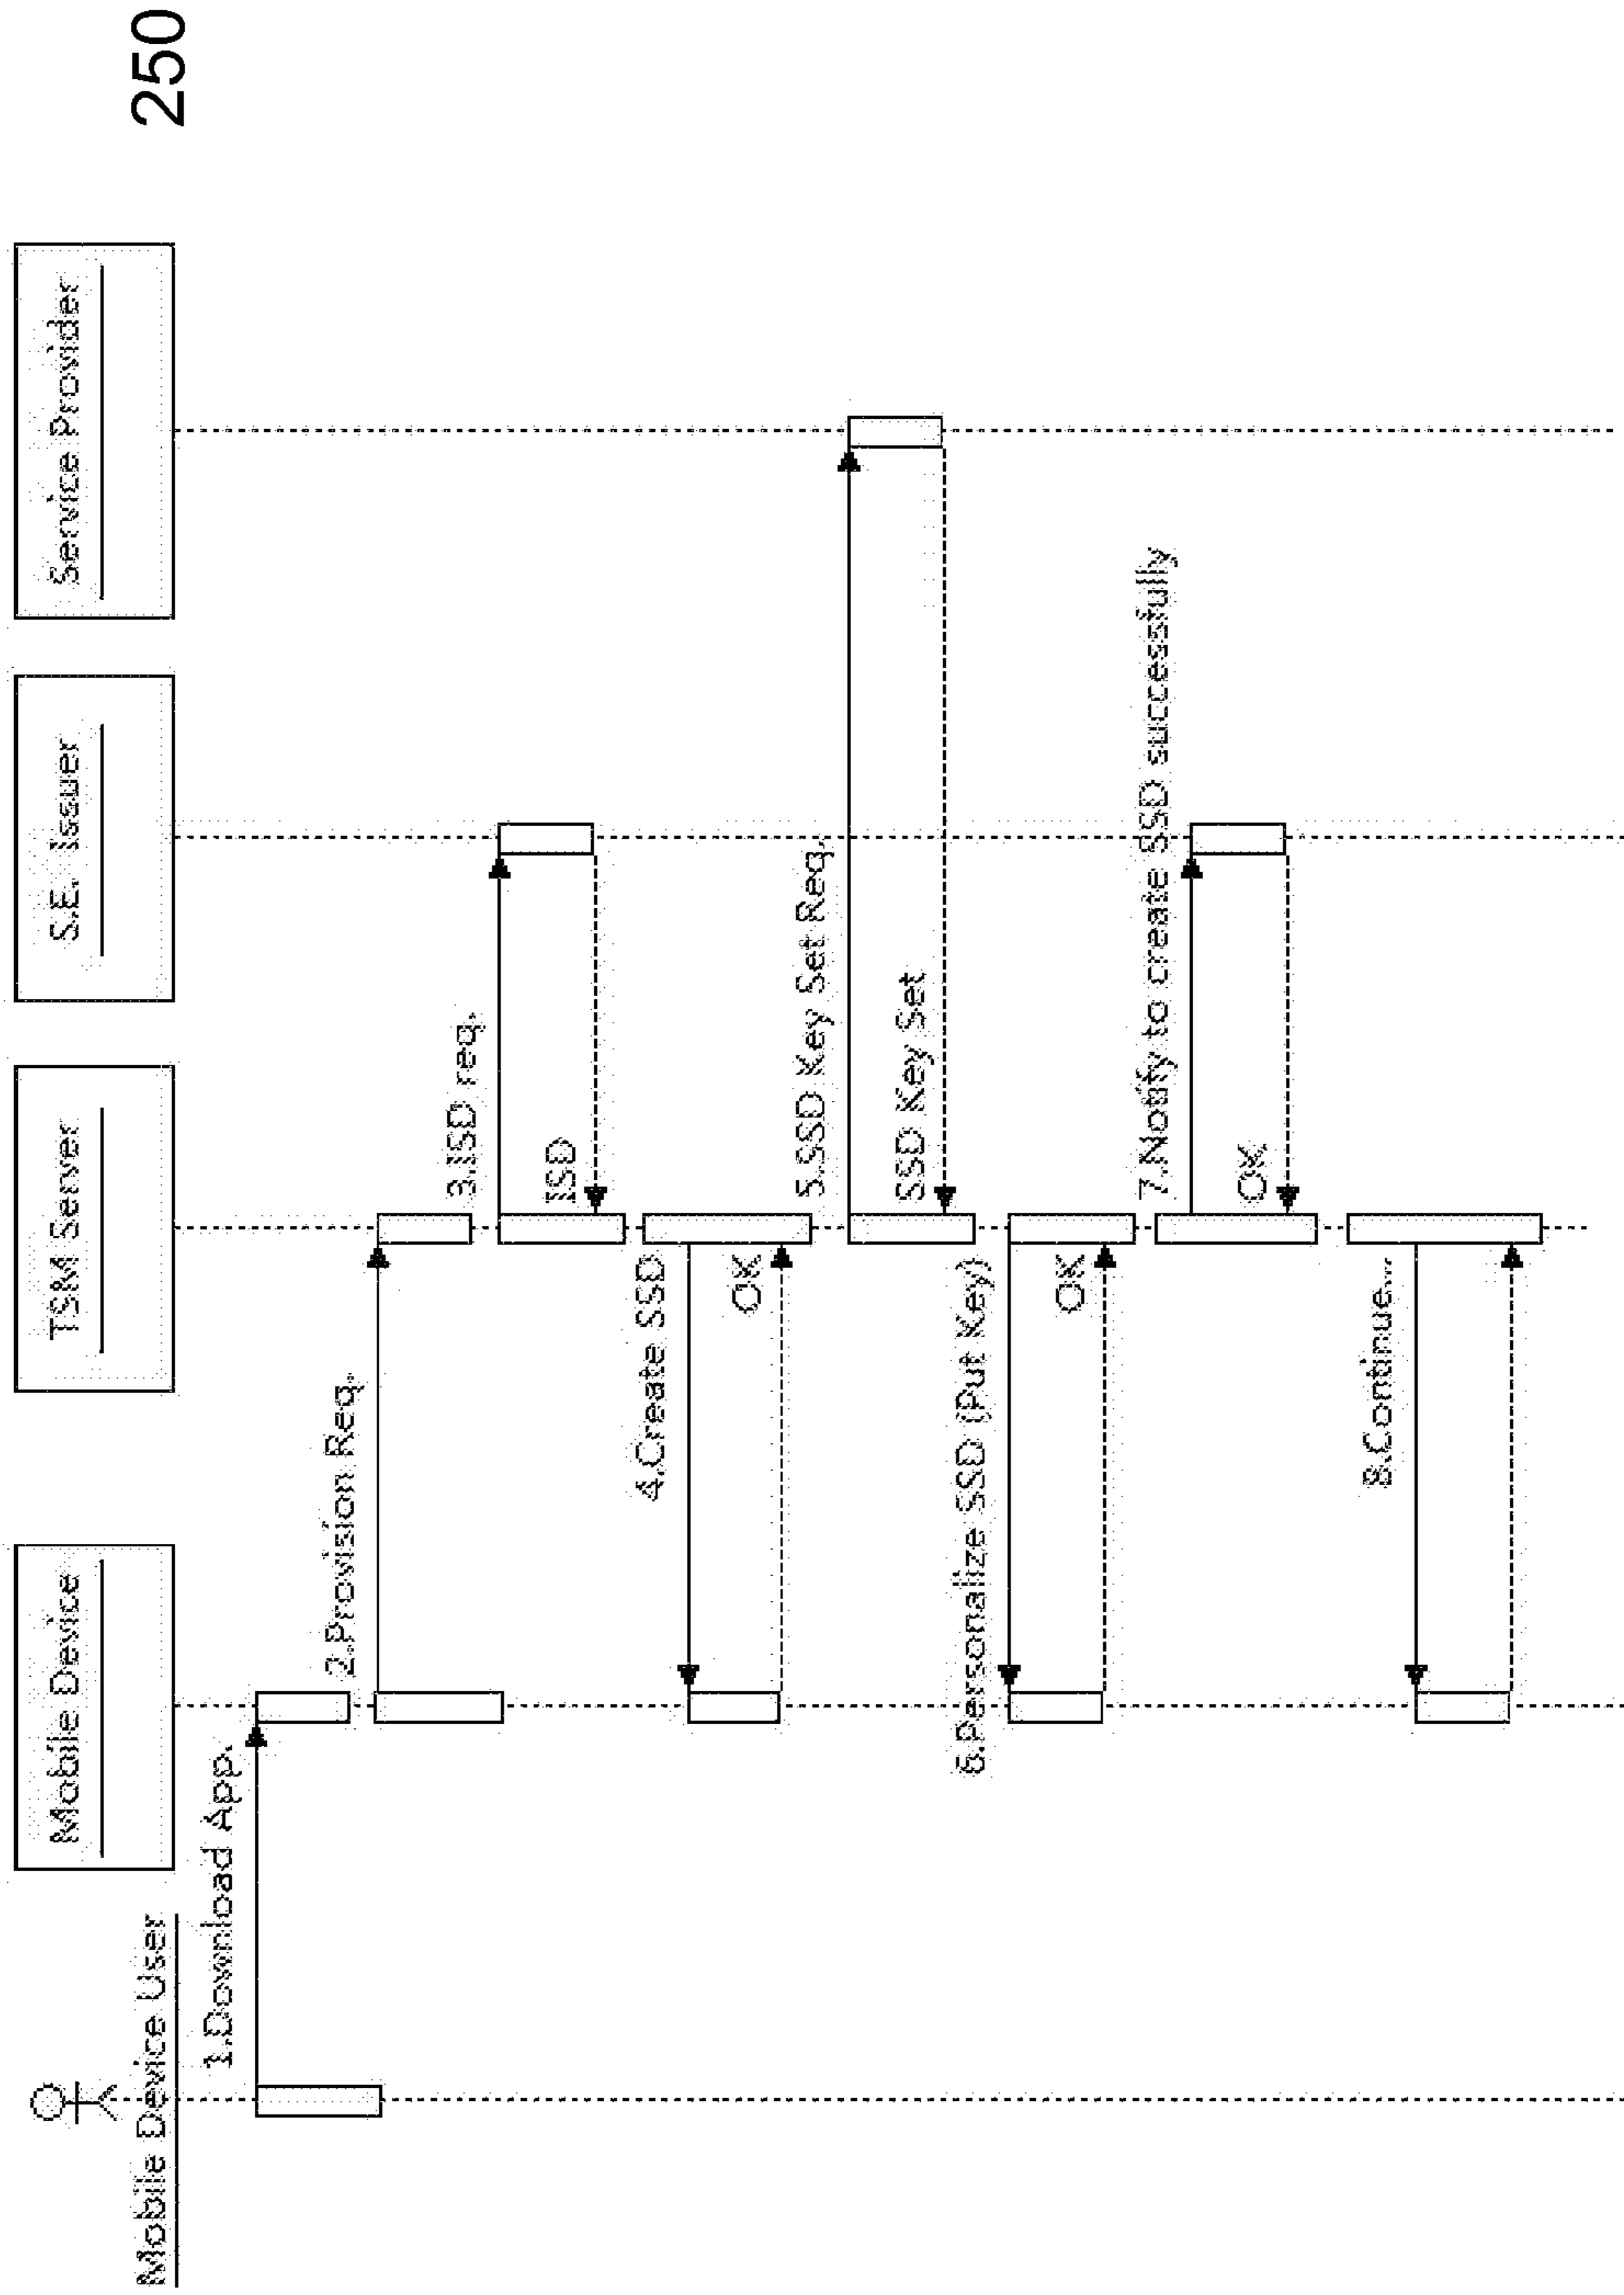 250
Mobile Device User
Mobile Device
TSM Server
S.E. Issuer
Service Provider
1.Download App.
2.Provision Req.
3.ISD req.
ISD
4.Create SSD
OK
5.SSD Key Set Req.
SSD Key Set
6.Personalize SSD (Put Key)
OK
7.Notify to create SSD successfully
OK
8.Continue...